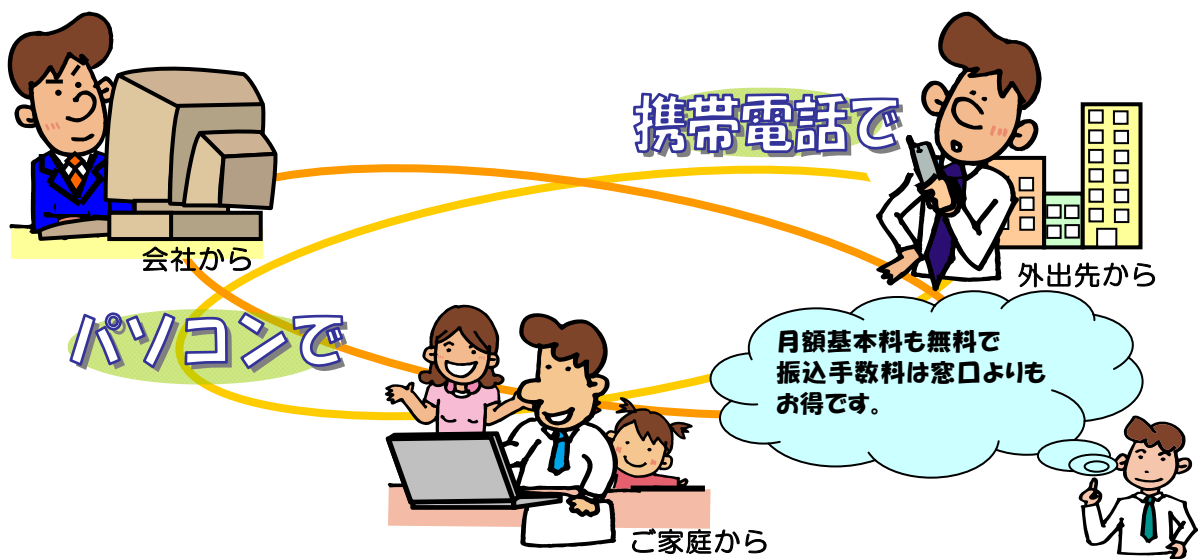 携帯電話で
会社から
外出先から
パソコンで
月額基本料も無料で
振込手数料は窓口よりも
お得です。
ご家庭から